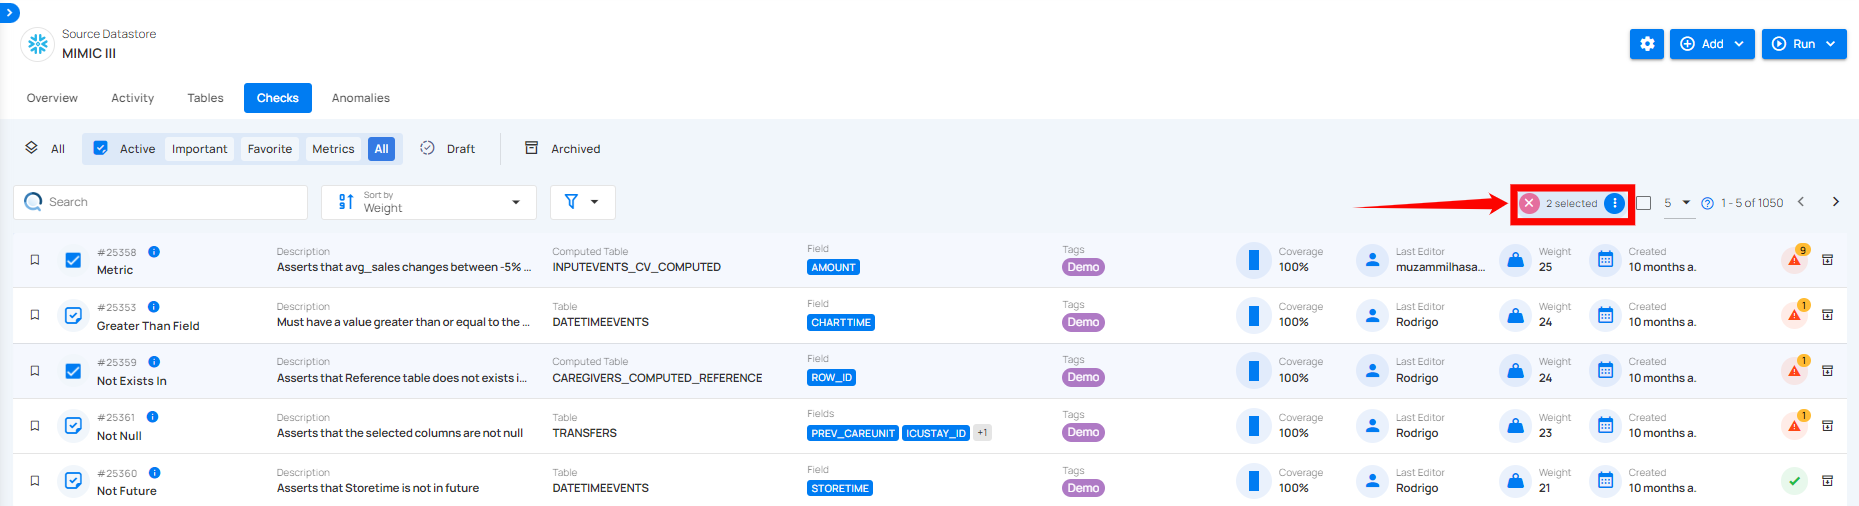 Source Datastore
MIMIC III
Add
Run
Overview Activity Tables Checks Anomalies
All Active Important Favorite Metrics All Draft Archived
Search Sort by Weight 2 selected 5 1 - 5 of 1050
#25358 Description Computed Table Field Tags Coverage Last Editor Weight Created 9
Metric Asserts that avg_sales changes between -5% ... INPUTEVENTS_CV_COMPUTED AMOUNT Demo 100% muzammilhasa... 25 10 months a.
#25353 Description Table Field Tags Coverage Last Editor Weight Created 1
Greater Than Field Must have a value greater than or equal to the ... DATETIMEEVENTS CHARTTIME Demo 100% Rodrigo 24 10 months a.
#25359 Description Computed Table Field Tags Coverage Last Editor Weight Created 1
Not Exists In Asserts that Reference table does not exists i... CAREGIVERS_COMPUTED_REFERENCE ROW_ID Demo 100% Rodrigo 24 10 months a.
#25361 Description Table Fields Tags Coverage Last Editor Weight Created 1
Not Null Asserts that the selected columns are not null TRANSFERS PREV_CAREUNIT ICUSTAY_ID +1 Demo 100% Rodrigo 23 10 months a.
#25360 Description Table Field Tags Coverage Last Editor Weight Created
Not Future Asserts that Storetime is not in future DATETIMEEVENTS STORETIME Demo 100% Rodrigo 21 10 months a.